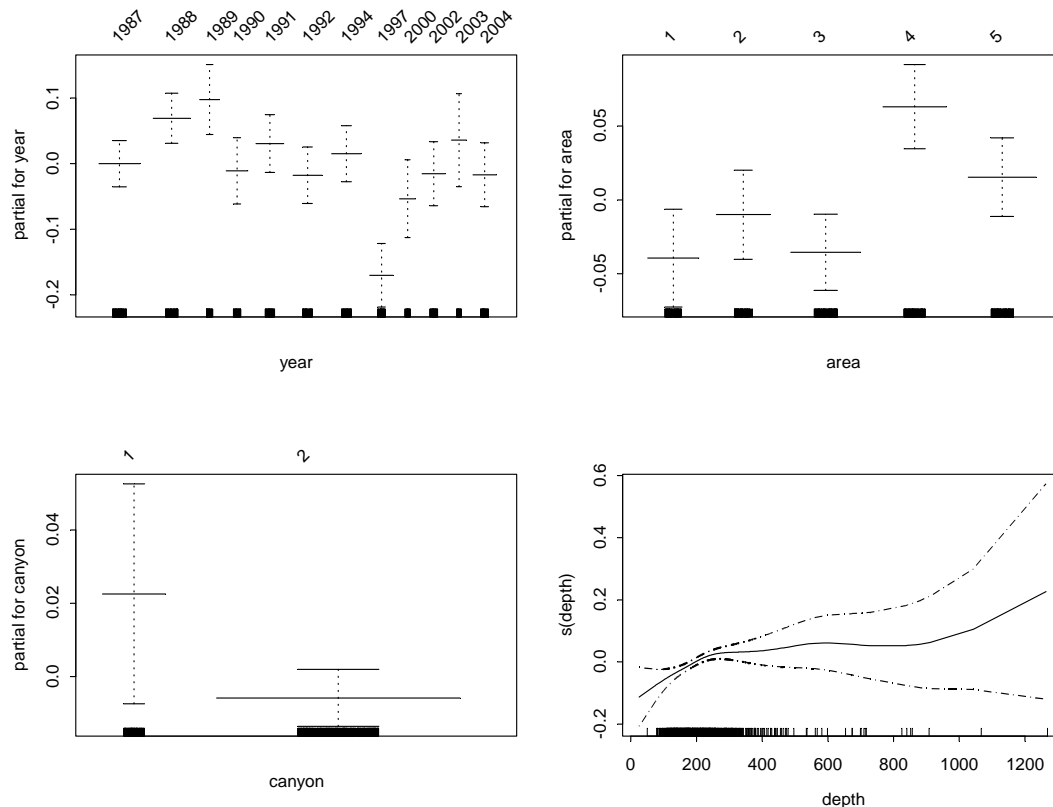 1987 1988 1989 1990 1991 1992 1994 1997 2000 2002 2003 2004
0.1
0.0
-0.1
-0.2
partial for year
year
1 2 3 4 5
0.05
0.0
-0.05
partial for area
area
1 2
0.04
0.02
0.0
partial for canyon
canyon
0.6
0.4
0.2
0.0
-0.2
s(depth)
0 200 400 600 800 1000 1200
depth